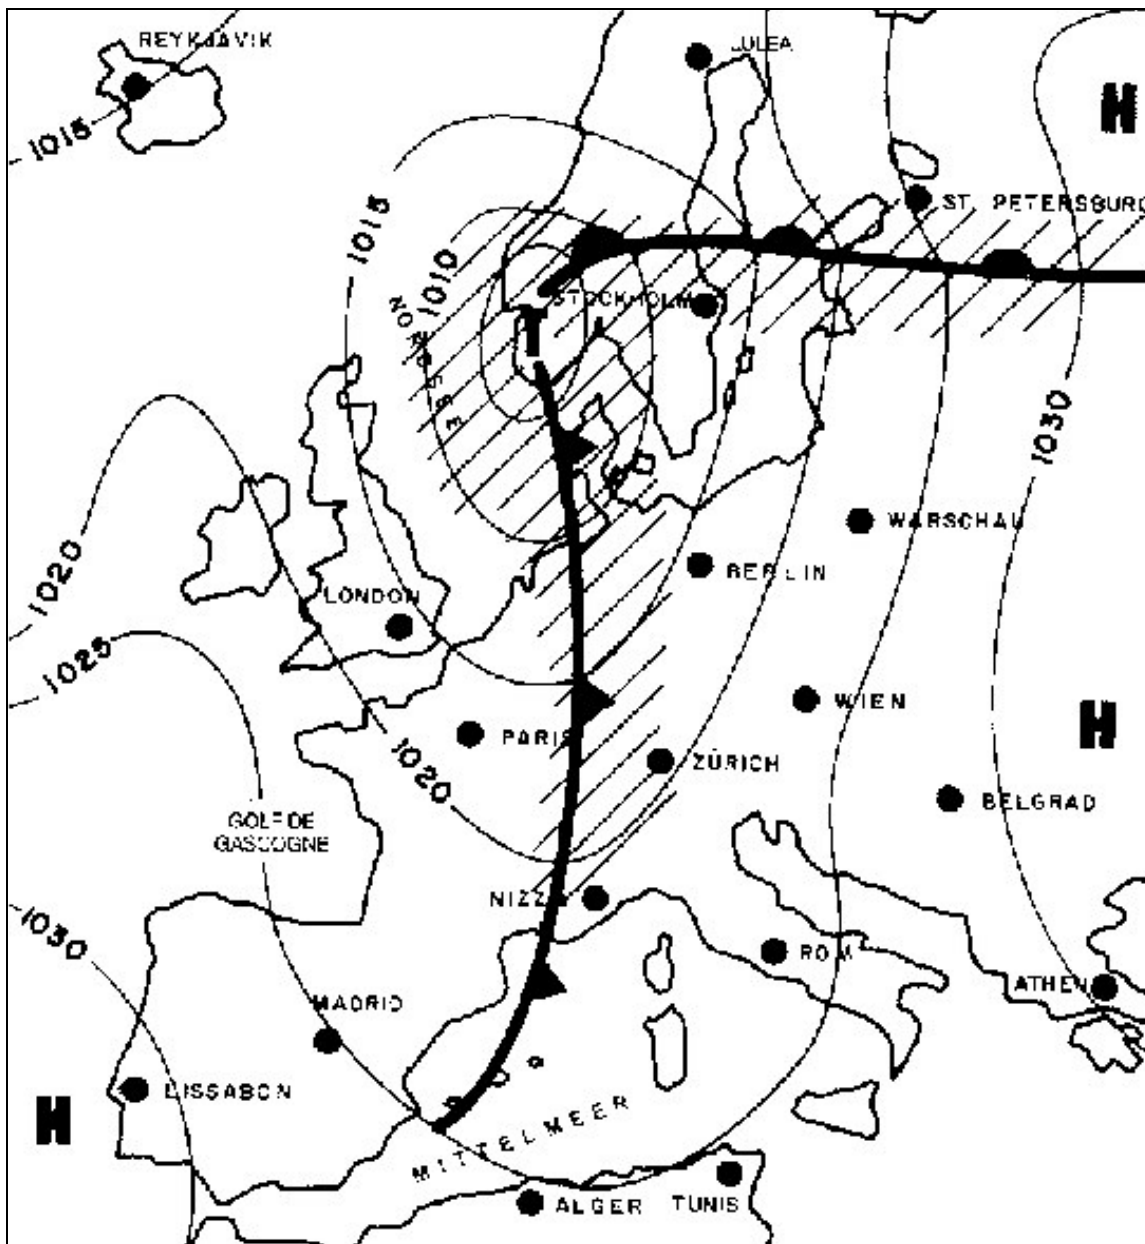 REYKJAVIK
LULEA
H
1015
ST. PETERSBURG
1015
1010
STOCKHOLM
NORDSEE
T
1030
1020
WARSCHAU
BERLIN
LONDON
1025
WIEN
H
PARIS
1020
ZÜRICH
BELGRAD
GOLF DE
GASCOGNE
NIZZA
1030
ROM
ATHEN
MADRID
LISSABON
H
MITTELMEER
ALGER
TUNIS